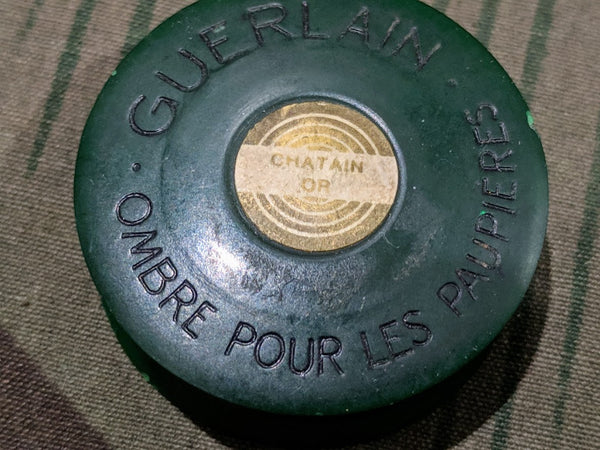 · GUERLAIN ·
CHATAIN
OR
OMBRE POUR LES PAUPIERES